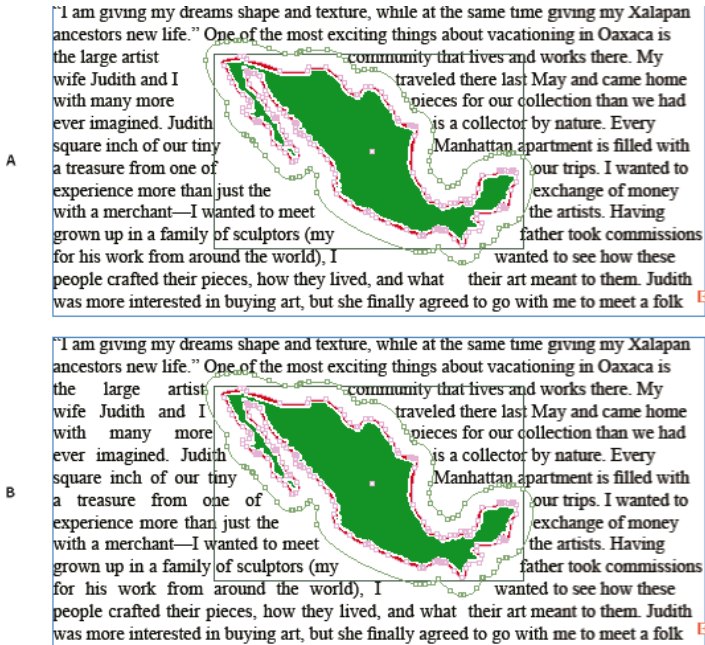 “I am giving my dreams shape and texture, while at the same time giving my Xalapan
ancestors new life.” One of the most exciting things about vacationing in Oaxaca is
the large artist community that lives and works there. My
wife Judith and I traveled there last May and came home
with many more pieces for our collection than we had
ever imagined. Judith is a collector by nature. Every
square inch of our tiny Manhattan apartment is filled with
A
a treasure from one of our trips. I wanted to
experience more than just the exchange of money
with a merchant—I wanted to meet the artists. Having
grown up in a family of sculptors (my father took commissions
for his work from around the world), I wanted to see how these
people crafted their pieces, how they lived, and what their art meant to them. Judith
was more interested in buying art, but she finally agreed to go with me to meet a folk
“I am giving my dreams shape and texture, while at the same time giving my Xalapan
ancestors new life.” One of the most exciting things about vacationing in Oaxaca is
the large artist community that lives and works there. My
wife Judith and I traveled there last May and came home
with many more pieces for our collection than we had
ever imagined. Judith is a collector by nature. Every
square inch of our tiny Manhattan apartment is filled with
B
a treasure from one of our trips. I wanted to
experience more than just the exchange of money
with a merchant—I wanted to meet the artists. Having
grown up in a family of sculptors (my father took commissions
for his work from around the world), I wanted to see how these
people crafted their pieces, how they lived, and what their art meant to them. Judith
was more interested in buying art, but she finally agreed to go with me to meet a folk